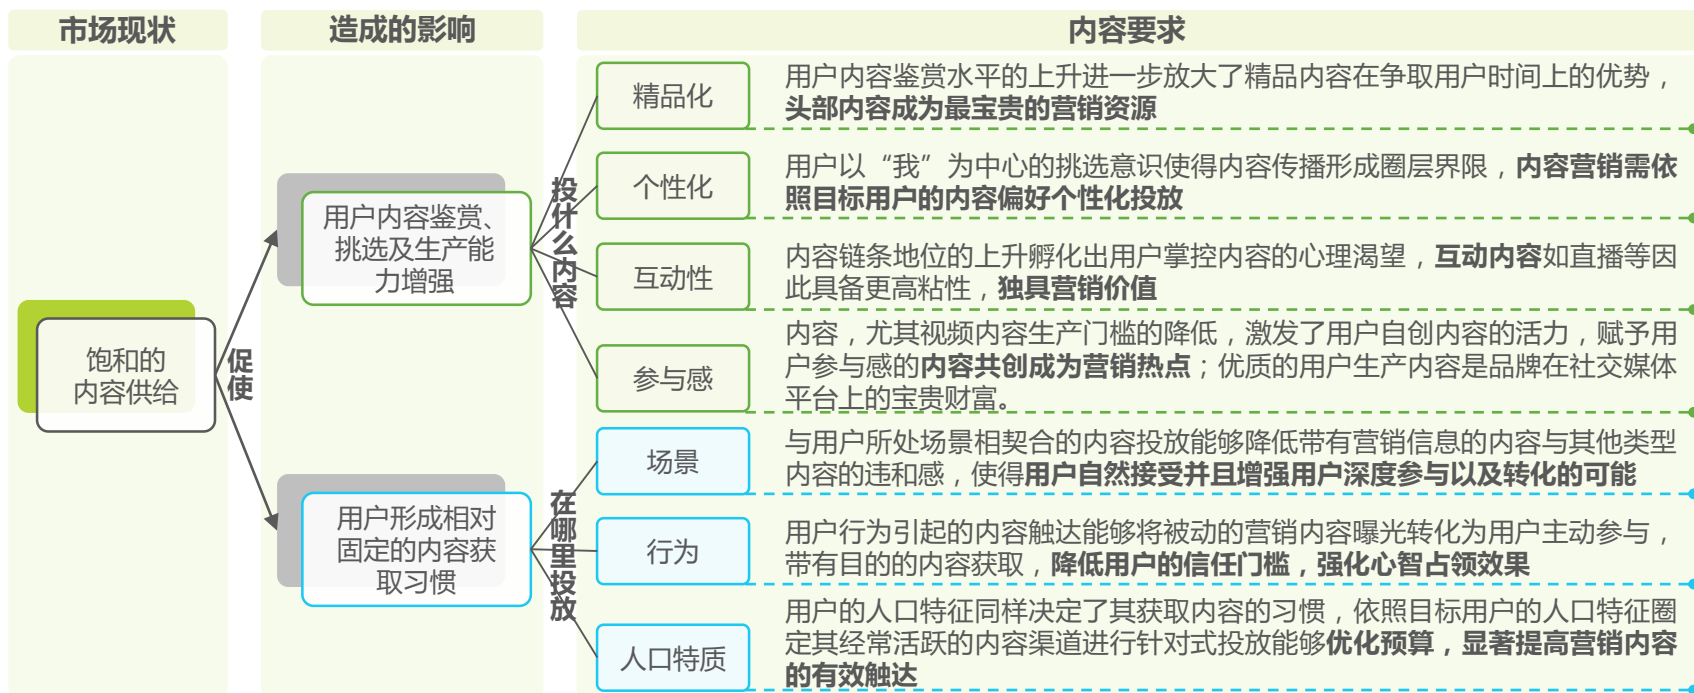 市场现状
造成的影响
内容要求
饱和的
内容供给
促使
用户内容鉴赏、
挑选及生产能
力增强
投什么内容
精品化
用户内容鉴赏水平的上升进一步放大了精品内容在争取用户时间上的优势，
头部内容成为最宝贵的营销资源
个性化
用户以“我”为中心的挑选意识使得内容传播形成圈层界限，内容营销需依
照目标用户的内容偏好个性化投放
互动性
内容链条地位的上升孵化出用户掌控内容的心理渴望，互动内容如直播等因
此具备更高粘性，独具营销价值
参与感
内容，尤其视频内容生产门槛的降低，激发了用户自创内容的活力，赋予用
户参与感的内容共创成为营销热点；优质的用户生产内容是品牌在社交媒体
平台上的宝贵财富。
用户形成相对
固定的内容获
取习惯
在哪里投放
场景
与用户所处场景相契合的内容投放能够降低带有营销信息的内容与其他类型
内容的违和感，使得用户自然接受并且增强用户深度参与以及转化的可能
行为
用户行为引起的内容触达能够将被动的营销内容曝光转化为用户主动参与，
带有目的的内容获取，降低用户的信任门槛，强化心智占领效果
人口特质
用户的人口特征同样决定了其获取内容的习惯，依照目标用户的人口特征圈
定其经常活跃的内容渠道进行针对式投放能够优化预算，显著提高营销内容
的有效触达